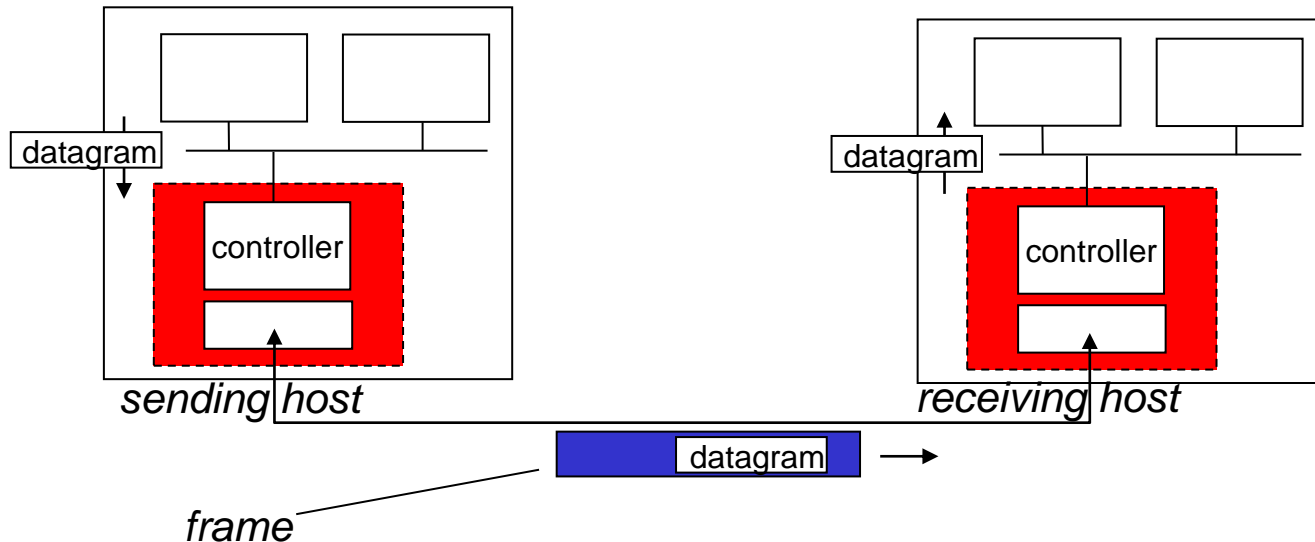 datagram
datagram
controller
controller
sending host
receiving host
datagram
frame